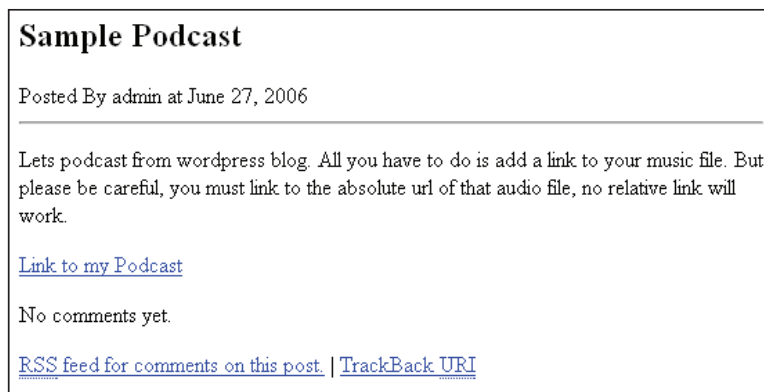 Sample Podcast
Posted By admin at June 27, 2006
Lets podcast from wordpress blog. All you have to do is add a link to your music file. But
please be careful, you must link to the absolute url of that audio file, no relative link will
work.
Link to my Podcast
No comments yet.
RSS feed for comments on this post. | TrackBack URI